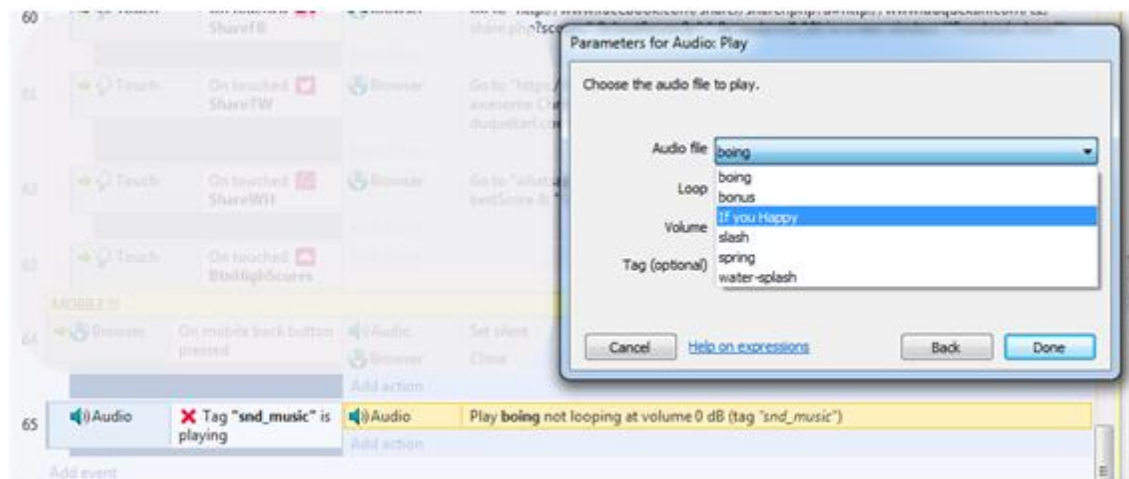 60
Parameters for Audio: Play
Choose the audio file to play.
Audio file boing
boing
bonus
If you Happy
slash
spring
water-splash
Loop
Volume
Tag (optional)
Cancel Help on expressions Back Done
ShareFB
61 Touch On touched ShareTW Browser
62 Touch On touched ShareWH Browser
63 Touch On touched BtnHighScores
MOBILE !!
64 Browser On mobile back button pressed Audio Set silent
Browser Close
Add action
65 Audio Tag "snd_music" is playing Audio Play boing not looping at volume 0 dB (tag "snd_music")
Add action
Add event